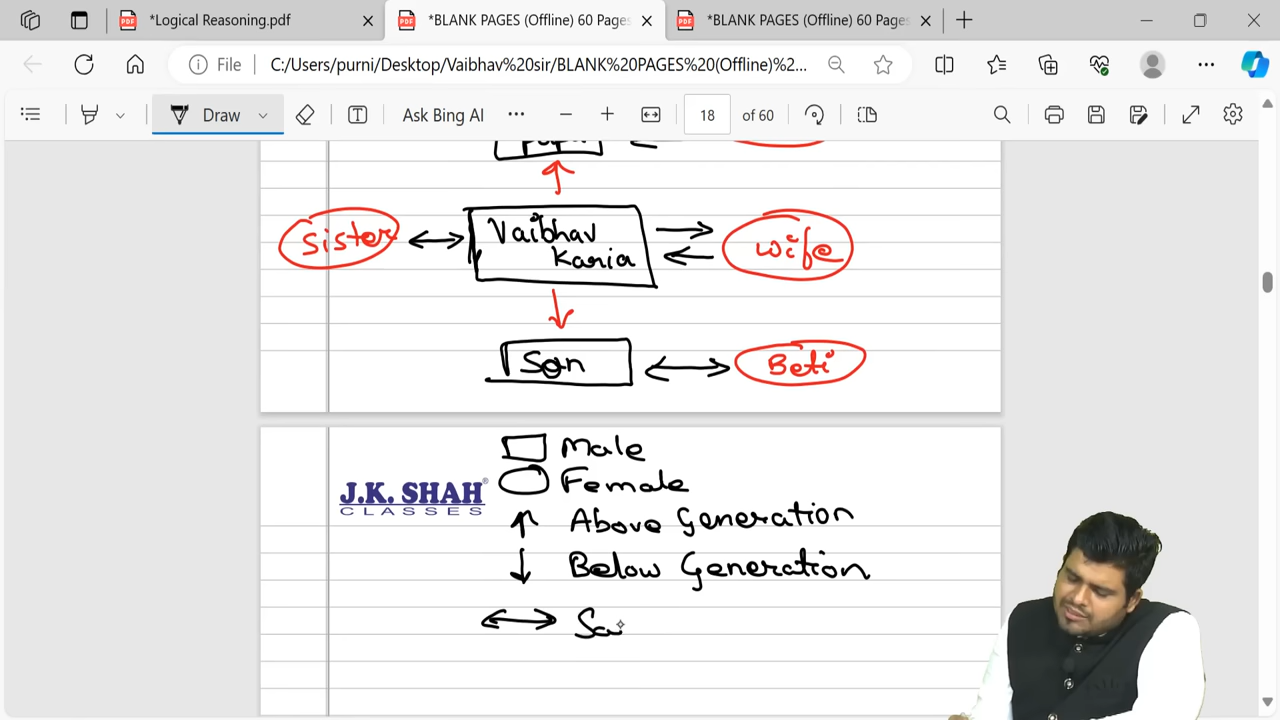 *Logical Reasoning.pdf
*BLANK PAGES (Offline) 60 Pages
*BLANK PAGES (Offline) 60 Pages
File
C:/Users/purni/Desktop/Vaibhav%20sir/BLANK%20PAGES%20(Offline)%2...
Draw
Ask Bing AI
18 of 60
Sister
Vaibhav
Karia
Wife
Son
Beti
Male
Female
J.K. SHAH®
CLASSES
↑ Above Generation
↓ Below Generation
↔ Sa